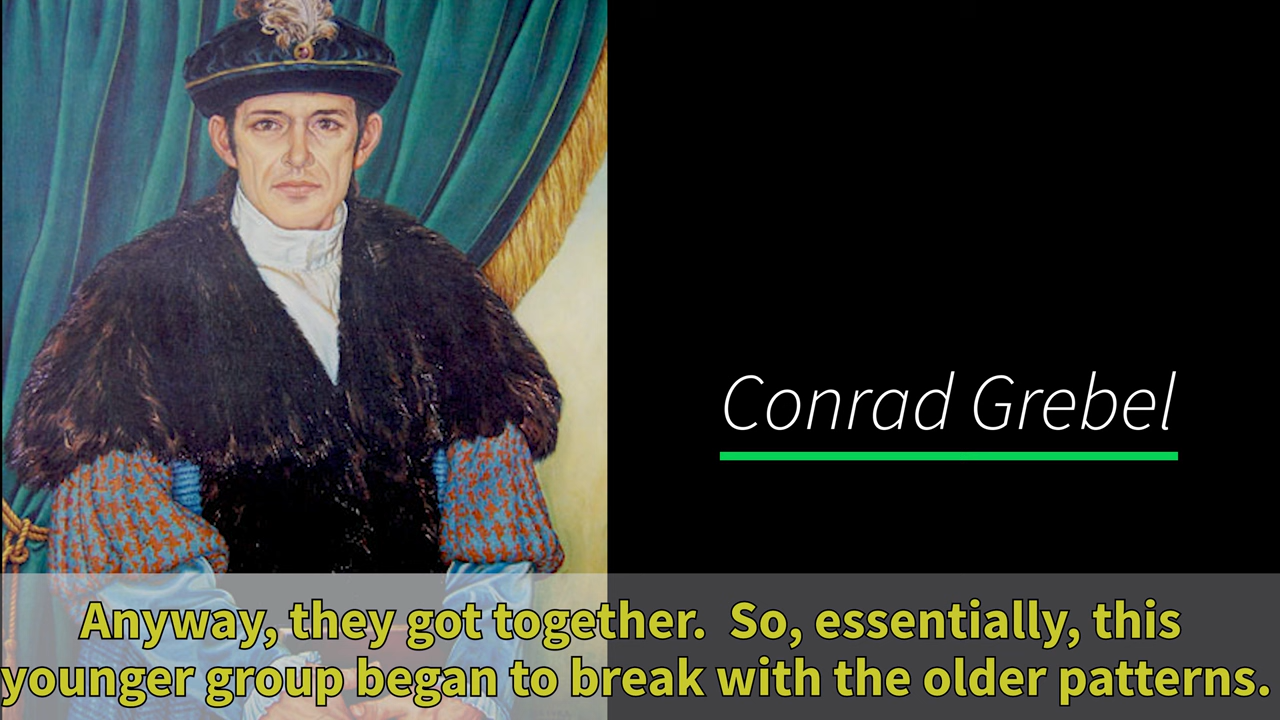 Conrad Grebel
Anyway, they got together.  So, essentially, this
younger group began to break with the older patterns.